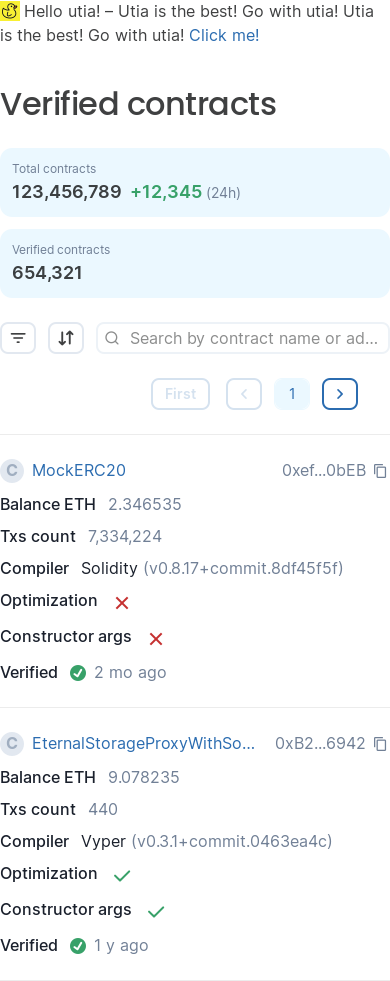 Hello utia! – Utia is the best! Go with utia! Utia
is the best! Go with utia! Click me!
Verified contracts
Total contracts
123,456,789 +12,345 (24h)
Verified contracts
654,321
Search by contract name or ad...
First 1
C MockERC20 0xef...0bEB
Balance ETH 2.346535
Txs count 7,334,224
Compiler Solidity (v0.8.17+commit.8df45f5f)
Optimization
Constructor args
Verified 2 mo ago
C EternalStorageProxyWithSo... 0xB2...6942
Balance ETH 9.078235
Txs count 440
Compiler Vyper (v0.3.1+commit.0463ea4c)
Optimization
Constructor args
Verified 1 y ago